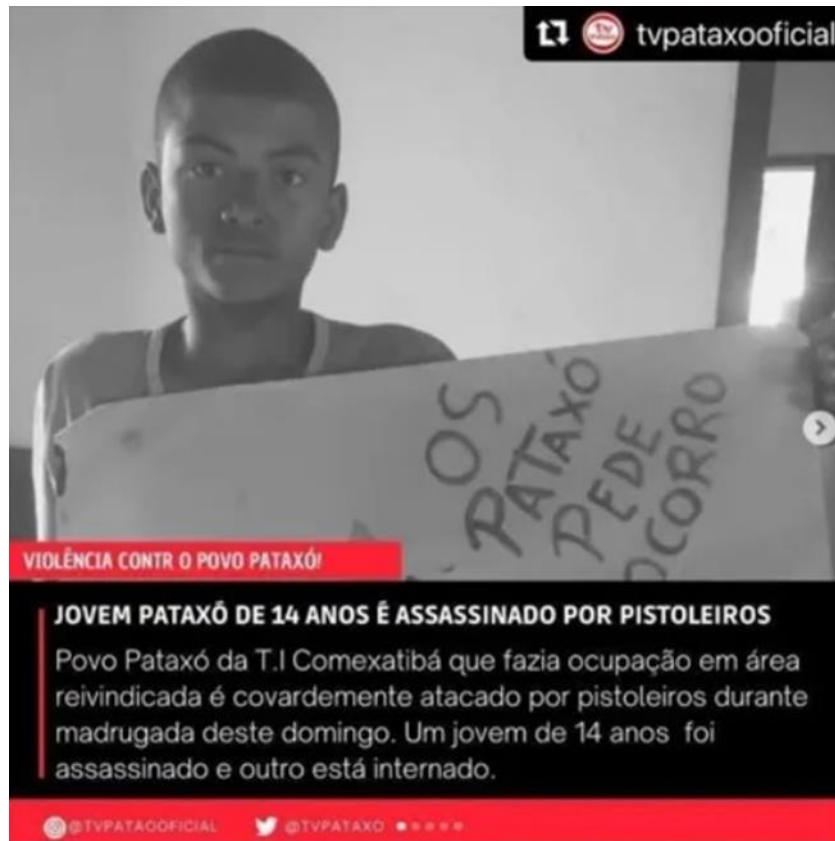 tvpataxooficial
OS
PATAXÓ
PEDE
OCORRO
VIOLÊNCIA CONTR O POVO PATAXÓ!
JOVEM PATAXÓ DE 14 ANOS É ASSASSINADO POR PISTOLEIROS
Povo Pataxó da T.I Comexatibá que fazia ocupação em área
reivindicada é covardemente atacado por pistoleiros durante
madrugada deste domingo. Um jovem de 14 anos foi
assassinado e outro está internado.
@TVPATAOOFICIAL @TVPATAXO